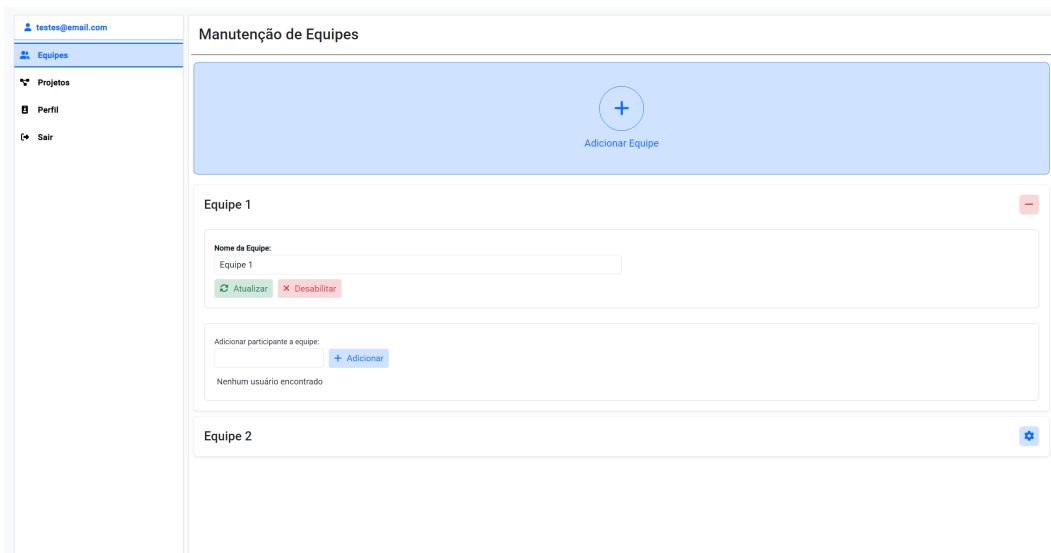 testes@email.com
Equipes
Projetos
Perfil
Sair
Manutenção de Equipes
Adicionar Equipe
Equipe 1
Nome da Equipe:
Equipe 1
Atualizar Desabilitar
Adicionar participante a equipe:
Adicionar
Nenhum usuário encontrado
Equipe 2